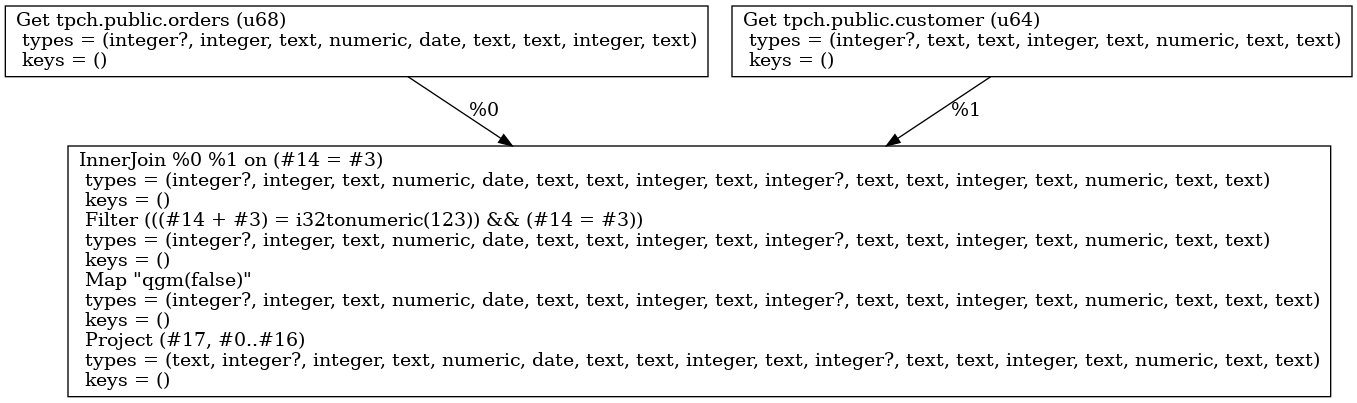 Get tpch.public.orders (u68)
types = (integer?, integer, text, numeric, date, text, text, integer, text)
keys = ()
Get tpch.public.customer (u64)
types = (integer?, text, text, integer, text, numeric, text, text)
keys = ()
%0
%1
InnerJoin %0 %1 on (#14 = #3)
types = (integer?, integer, text, numeric, date, text, text, integer, text, integer?, text, text, integer, text, numeric, text, text)
keys = ()
Filter (((#14 + #3) = i32tonumeric(123)) && (#14 = #3))
types = (integer?, integer, text, numeric, date, text, text, integer, text, integer?, text, text, integer, text, numeric, text, text)
keys = ()
Map "qgm(false)"
types = (integer?, integer, text, numeric, date, text, text, integer, text, integer?, text, text, integer, text, numeric, text, text, text)
keys = ()
Project (#17, #0..#16)
types = (text, integer?, integer, text, numeric, date, text, text, integer, text, integer?, text, text, integer, text, numeric, text, text)
keys = ()